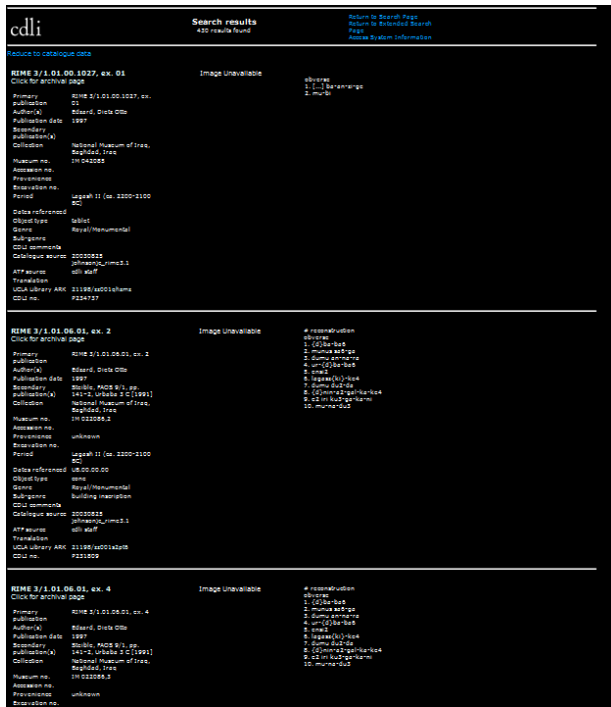 cdli
Search results
430 results found
Return to Search Page
Return to Extended Search
Page
Access System Information
Reduce to catalogue data
RIME 3/1.01.00.1027, ex. 01
Click for archival page
Image Unavailable
obverse
1. [...] ba-an-zi-ge
2. mu-bi
Primary publication RIME 3/1.01.00.1027, ex. 01
Author(s) Edzard, Dietz Otto
Publication date 1997
Secondary publication(s)
Collection National Museum of Iraq, Baghdad, Iraq
Museum no. IM 042085
Accession no.
Provenience
Excavation no.
Period Lagash II (ca. 2200-2100 BC)
Dates referenced
Object type tablet
Genre Royal/Monumental
Sub-genre
CDLI comments
Catalogue source 20030825 johnsonjc_rime3.1
ATF source cdli staff
Translation
UCLA Library ARK 21198/zz001qhams
CDLI no. P234737
RIME 3/1.01.06.01, ex. 2
Click for archival page
Image Unavailable
# reconstruction
obverse
1. {d}ba-ba6
2. munus sa6-ga
3. dumu an-na-ra
4. ur-{d}ba-ba6
5. ensi2
6. lagasz{ki}-ke4
7. dumu du2-da
8. {d}nin-a2-gal-ka-ke4
9. e2 iri ku3-ga-ka-ni
10. mu-na-du3
Primary publication RIME 3/1.01.06.01, ex. 2
Author(s) Edzard, Dietz Otto
Publication date 1997
Secondary publication(s) Steible, FAOS 9/1, pp. 141-2, Urbaba 3 C [1991]
Collection National Museum of Iraq, Baghdad, Iraq
Museum no. IM 022086,2
Accession no.
Provenience unknown
Excavation no.
Period Lagash II (ca. 2200-2100 BC)
Dates referenced UB.00.00.00
Object type cone
Genre Royal/Monumental
Sub-genre building inscription
CDLI comments
Catalogue source 20030825 johnsonjc_rime3.1
ATF source cdli staff
Translation
UCLA Library ARK 21198/zz001s2pt6
CDLI no. P231809
RIME 3/1.01.06.01, ex. 4
Click for archival page
Image Unavailable
# reconstruction
obverse
1. {d}ba-ba6
2. munus sa6-ga
3. dumu an-na-ra
4. ur-{d}ba-ba6
5. ensi2
6. lagasz{ki}-ke4
7. dumu du2-da
8. {d}nin-a2-gal-ka-ke4
9. e2 iri ku3-ga-ka-ni
10. mu-na-du3
Primary publication RIME 3/1.01.06.01, ex. 4
Author(s) Edzard, Dietz Otto
Publication date 1997
Secondary publication(s) Steible, FAOS 9/1, pp. 141-2, Urbaba 3 C [1991]
Collection National Museum of Iraq, Baghdad, Iraq
Museum no. IM 022086,3
Accession no.
Provenience unknown
Excavation no.